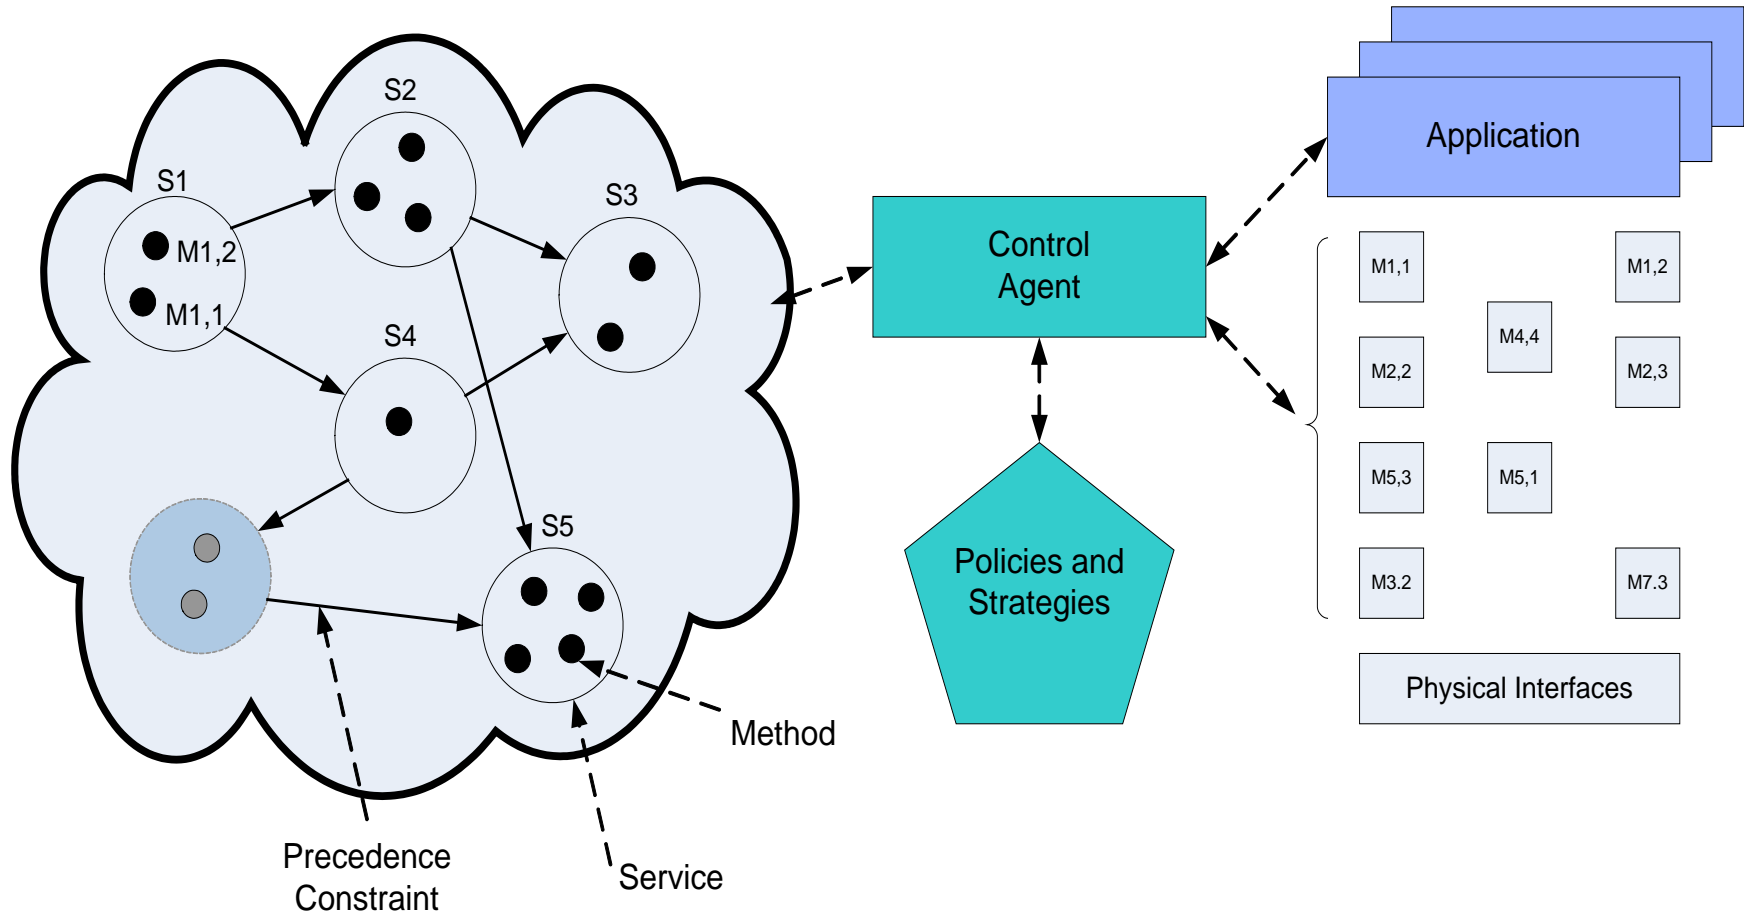 S1
M1,2
M1,1
S2
S3
S4
S5
Method
Service
Precedence
Constraint
Control
Agent
Policies and
Strategies
Application
M1,1
M1,2
M4,4
M2,2
M2,3
M5,3
M5,1
M3.2
M7.3
Physical Interfaces